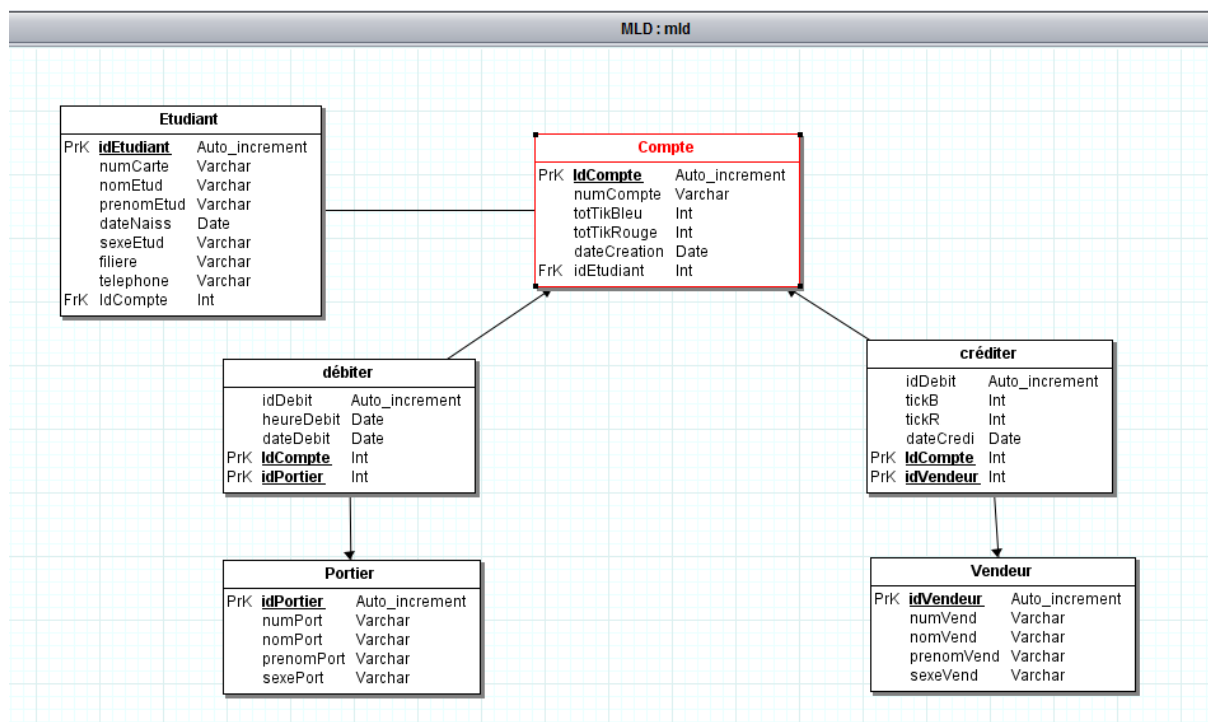 MLD : mld
Etudiant
PrK idEtudiant Auto_increment
numCarte Varchar
nomEtud Varchar
prenomEtud Varchar
dateNaiss Date
sexeEtud Varchar
filiere Varchar
telephone Varchar
FrK IdCompte Int
Compte
PrK IdCompte Auto_increment
numCompte Varchar
totTikBleu Int
totTikRouge Int
dateCreation Date
FrK idEtudiant Int
débiter
idDebit Auto_increment
heureDebit Date
dateDebit Date
PrK IdCompte Int
PrK idPortier Int
créditer
idDebit Auto_increment
tickB Int
tickR Int
dateCredi Date
PrK IdCompte Int
PrK idVendeur Int
Portier
PrK idPortier Auto_increment
numPort Varchar
nomPort Varchar
prenomPort Varchar
sexePort Varchar
Vendeur
PrK idVendeur Auto_increment
numVend Varchar
nomVend Varchar
prenomVend Varchar
sexeVend Varchar